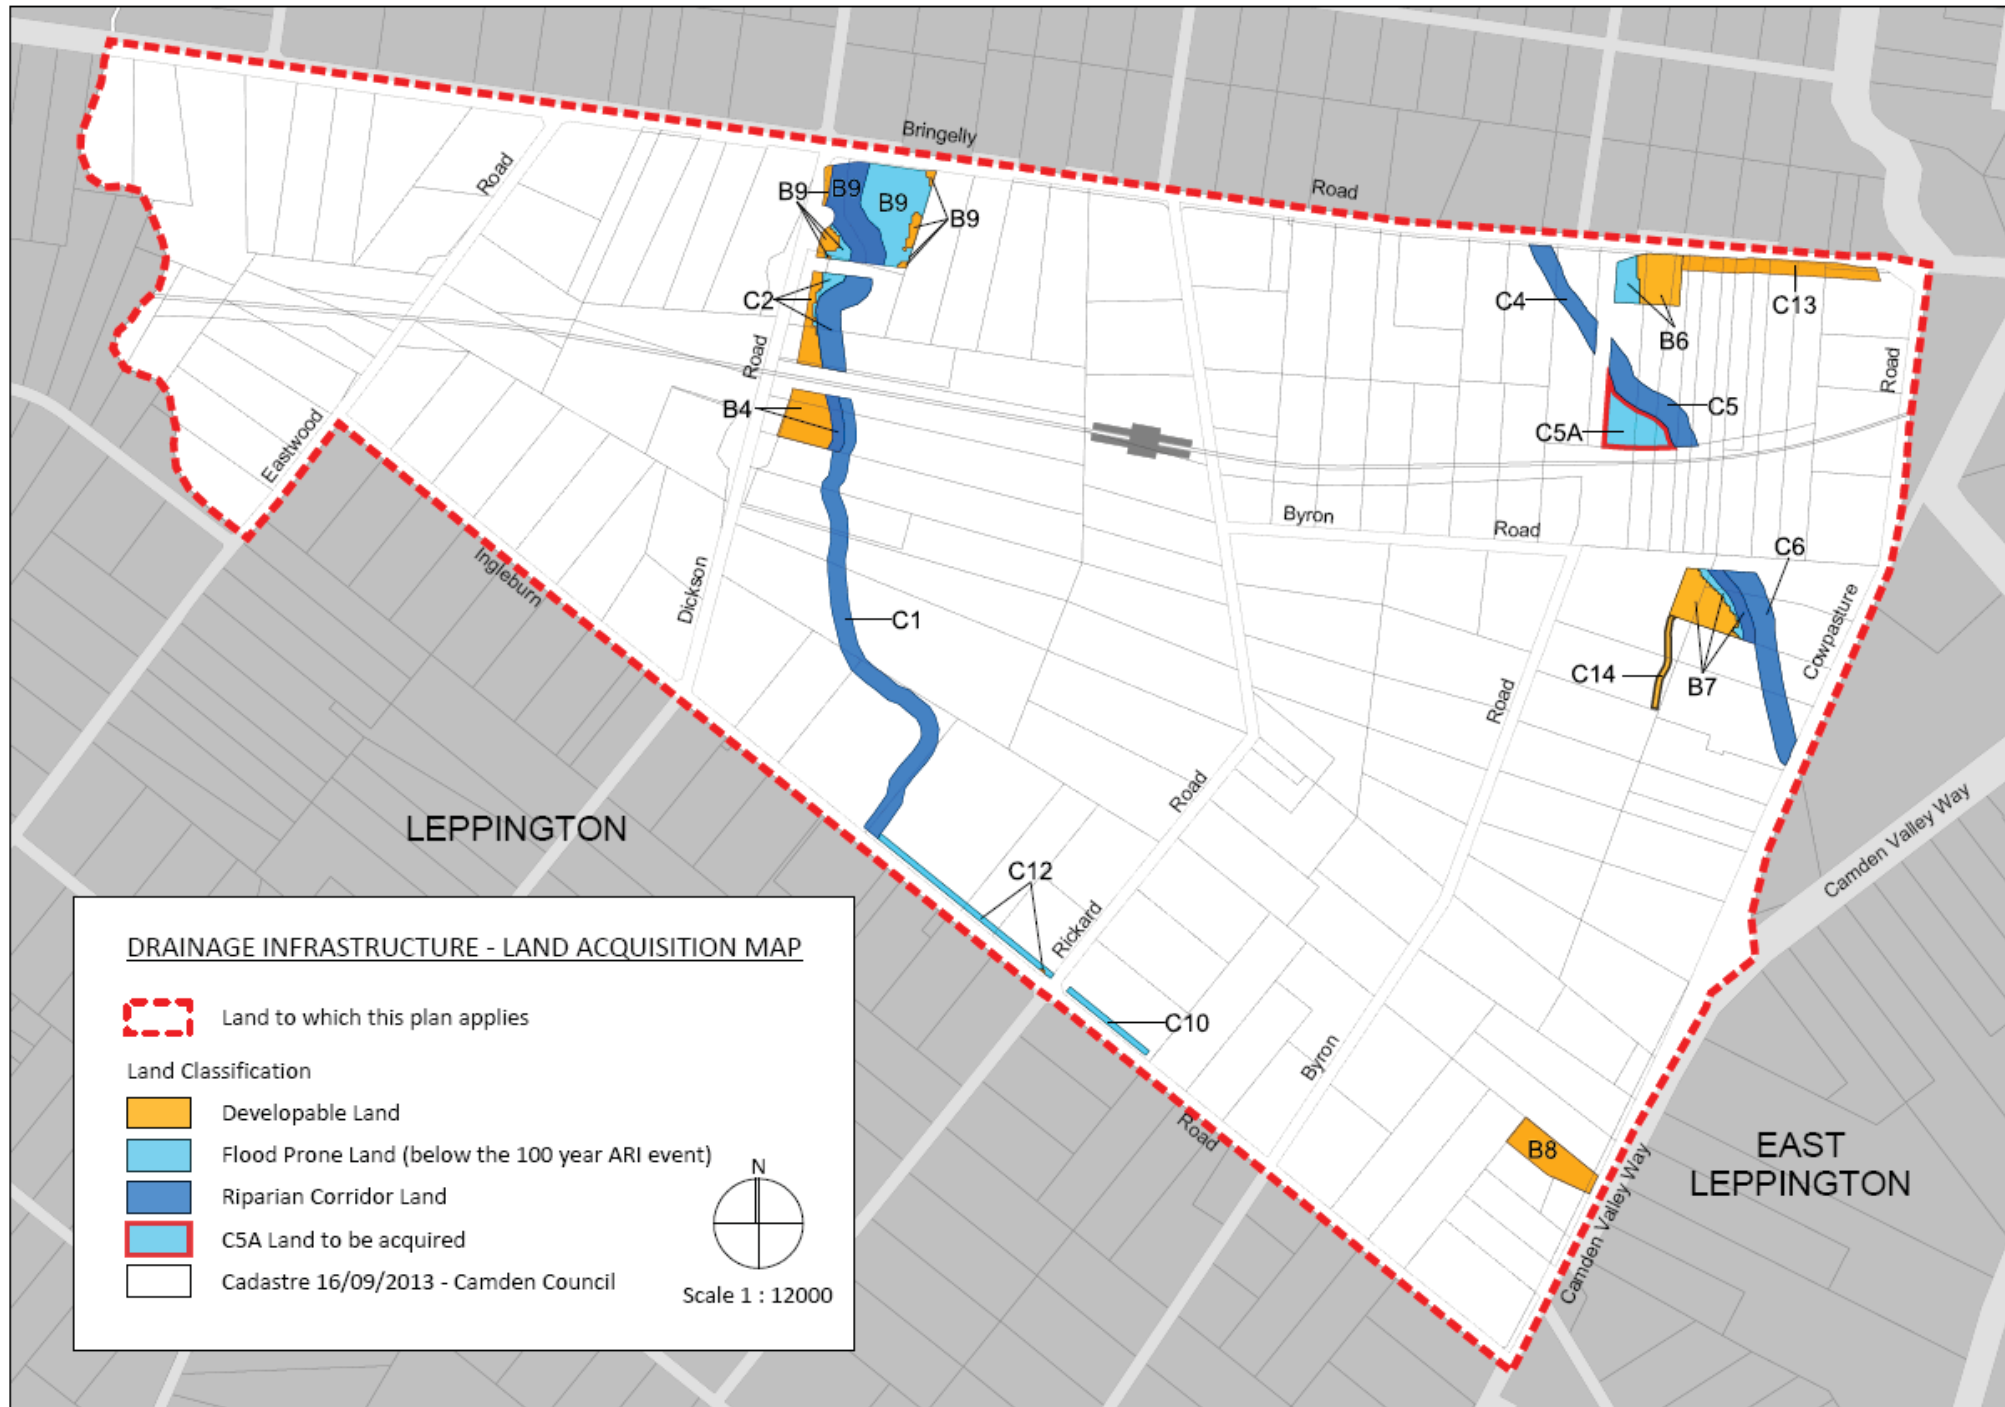 Bringelly
Road
Road
B9
B9
B9
B9
C2
Road
B4
C4
B6
C13
Road
C5
C5A
Eastwood
Ingleburn
Dickson
C1
Byron
Road
C6
C14
B7
Cowpasture
Road
Road
LEPPINGTON
C12
Rickard
C10
Road
Byron
B8
Camden Valley Way
Camden Valley Way
EAST
LEPPINGTON
DRAINAGE INFRASTRUCTURE - LAND ACQUISITION MAP
Land to which this plan applies
Land Classification
Developable Land
Flood Prone Land (below the 100 year ARI event)
Riparian Corridor Land
C5A Land to be acquired
Cadastre 16/09/2013 - Camden Council
N
Scale 1 : 12000